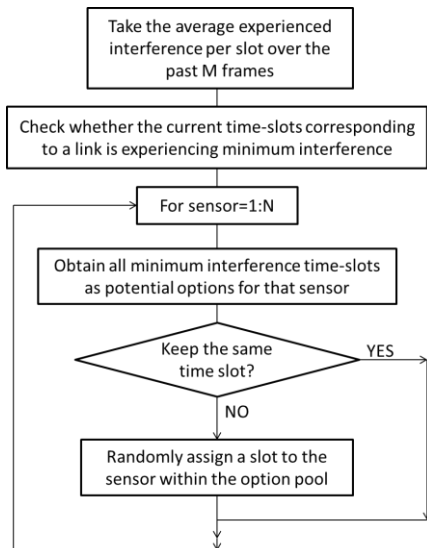 Take the average experienced
interference per slot over the
past M frames
Check whether the current time-slots corresponding
to a link is experiencing minimum interference
For sensor=1:N
Obtain all minimum interference time-slots
as potential options for that sensor
Keep the same
time slot?
YES
NO
Randomly assign a slot to the
sensor within the option pool